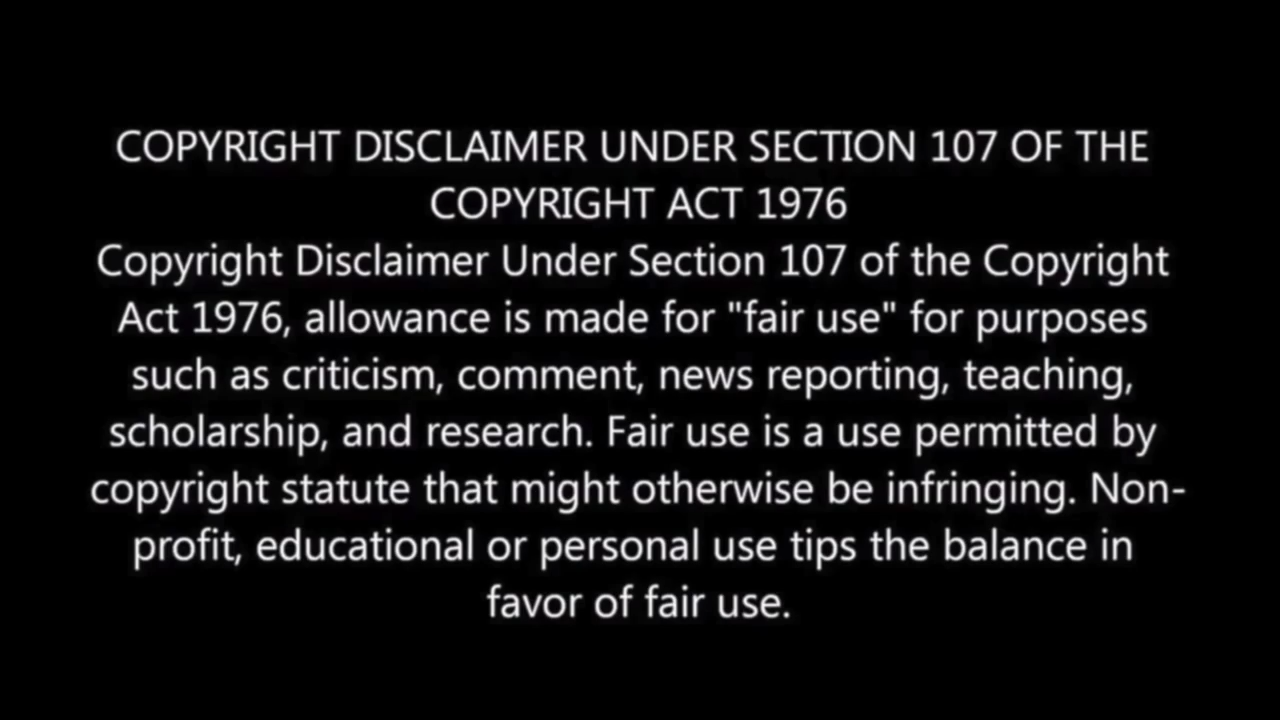 COPYRIGHT DISCLAIMER UNDER SECTION 107 OF THE
COPYRIGHT ACT 1976
Copyright Disclaimer Under Section 107 of the Copyright
Act 1976, allowance is made for "fair use" for purposes
such as criticism, comment, news reporting, teaching,
scholarship, and research. Fair use is a use permitted by
copyright statute that might otherwise be infringing. Non-
profit, educational or personal use tips the balance in
favor of fair use.